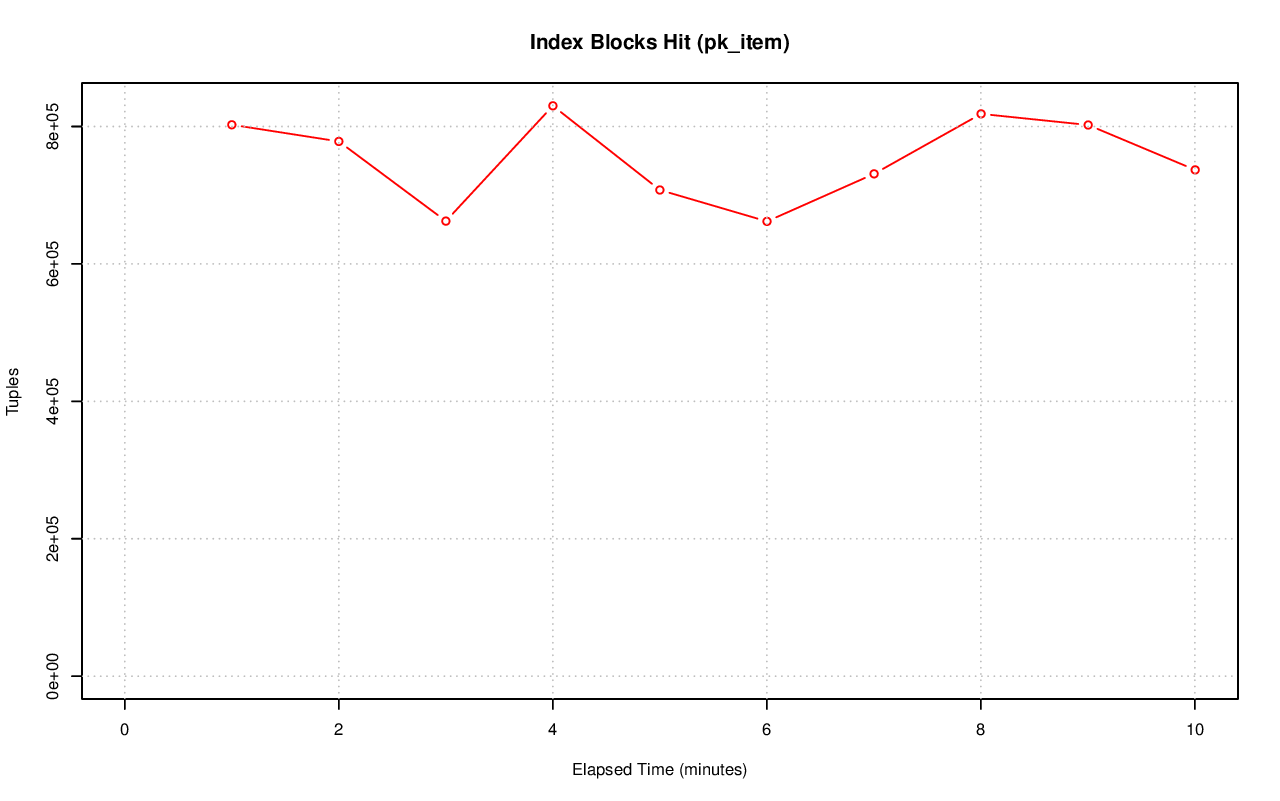 Index Blocks Hit (pk_item)
Tuples
8e+05
6e+05
4e+05
2e+05
0e+00
0 2 4 6 8 10
Elapsed Time (minutes)